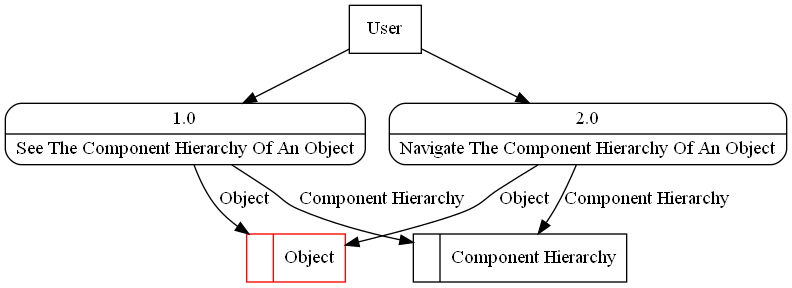 User
1.0
See The Component Hierarchy Of An Object
2.0
Navigate The Component Hierarchy Of An Object
Object
Component Hierarchy
Object
Component Hierarchy
Object
Component Hierarchy